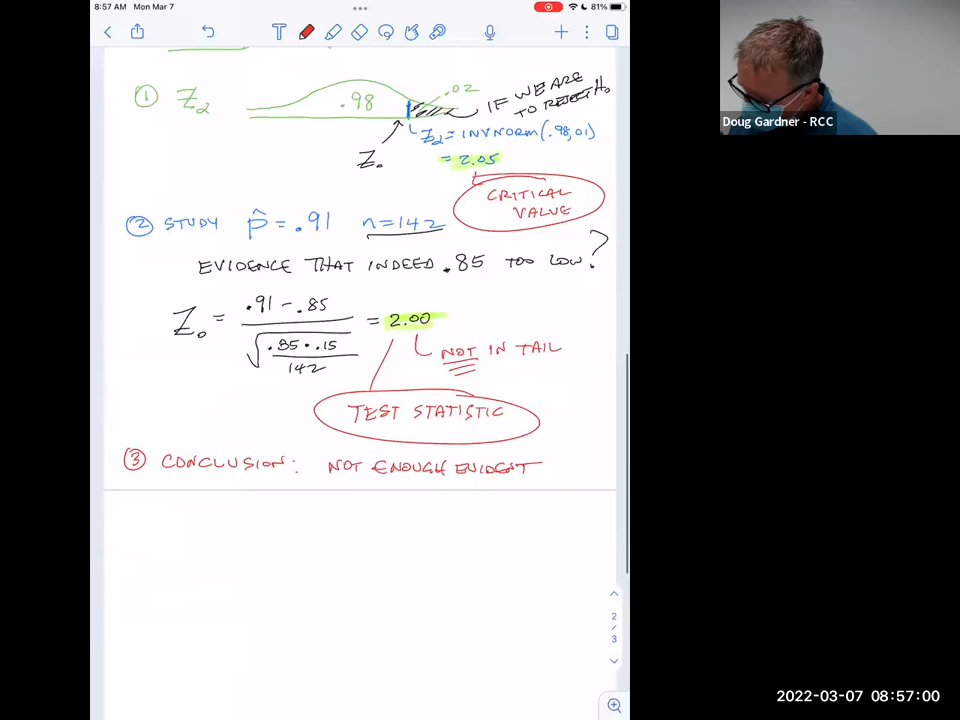 8:57 AM Mon Mar 7
81%
① Z₂ .98 .02 IF WE ARE
TO REJECT H₀
Z₂ = INVNORM(.98,0,1)
Z₀
= 2.05
CRITICAL
VALUE
② STUDY p̂ = .91 n=142
EVIDENCE THAT INDEED .85 TOO LOW?
Z₀ = .91 - .85 = 2.00
.85 · .15
142
NOT IN TAIL
TEST STATISTIC
③ CONCLUSION: NOT ENOUGH EVIDENT
2
/
3
Doug Gardner - RCC
2022-03-07 08:57:00